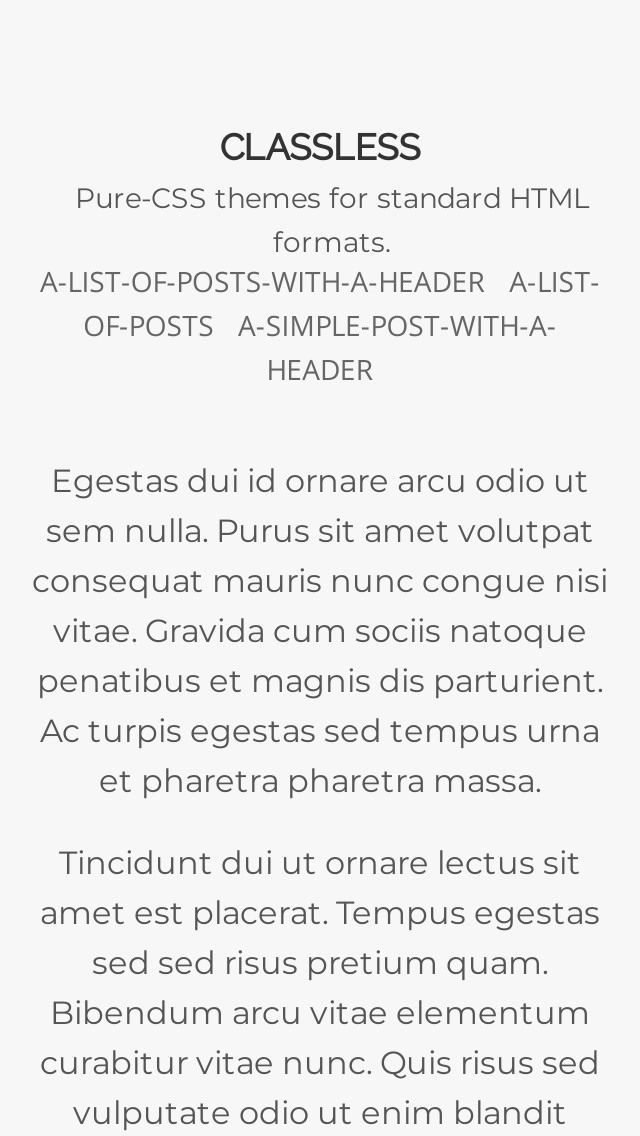 CLASSLESS
Pure-CSS themes for standard HTML
formats.
A-LIST-OF-POSTS-WITH-A-HEADER A-LIST-
OF-POSTS A-SIMPLE-POST-WITH-A-
HEADER
Egestas dui id ornare arcu odio ut
sem nulla. Purus sit amet volutpat
consequat mauris nunc congue nisi
vitae. Gravida cum sociis natoque
penatibus et magnis dis parturient.
Ac turpis egestas sed tempus urna
et pharetra pharetra massa.
Tincidunt dui ut ornare lectus sit
amet est placerat. Tempus egestas
sed sed risus pretium quam.
Bibendum arcu vitae elementum
curabitur vitae nunc. Quis risus sed
vulputate odio ut enim blandit